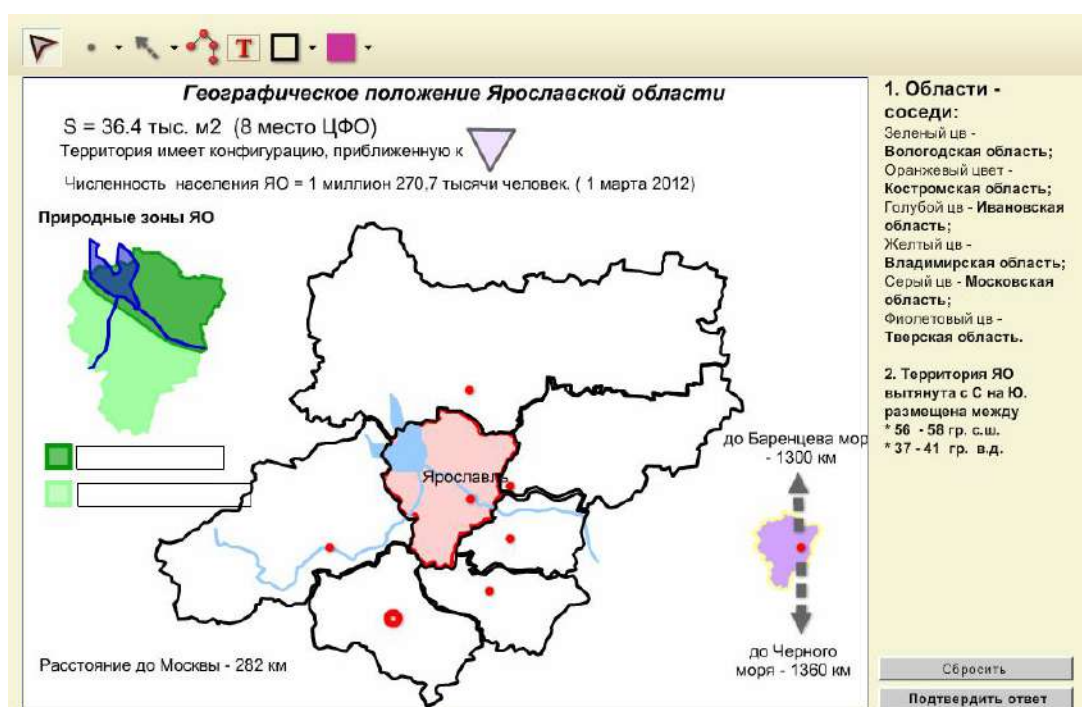 T
Географическое положение Ярославской области
S = 36.4 тыс. м2 (8 место ЦФО)
Территория имеет конфигурацию, приближенную к
Численность населения ЯО = 1 миллион 270,7 тысячи человек. ( 1 марта 2012)
Природные зоны ЯО
Ярославль
до Баренцева мор
- 1300 км
до Черного
моря - 1360 км
Расстояние до Москвы - 282 км
1. Области -
соседи:
Зеленый цв -
Вологодская область;
Оранжевый цвет -
Костромская область;
Голубой цв - Ивановская
область;
Желтый цв -
Владимирская область;
Серый цв - Московская
область;
Фиолетовый цв -
Тверская область.
2. Территория ЯО
вытянута с С на Ю.
размещена между
* 56 - 58 гр. с.ш.
* 37 - 41 гр. в.д.
Сбросить
Подтвердить ответ